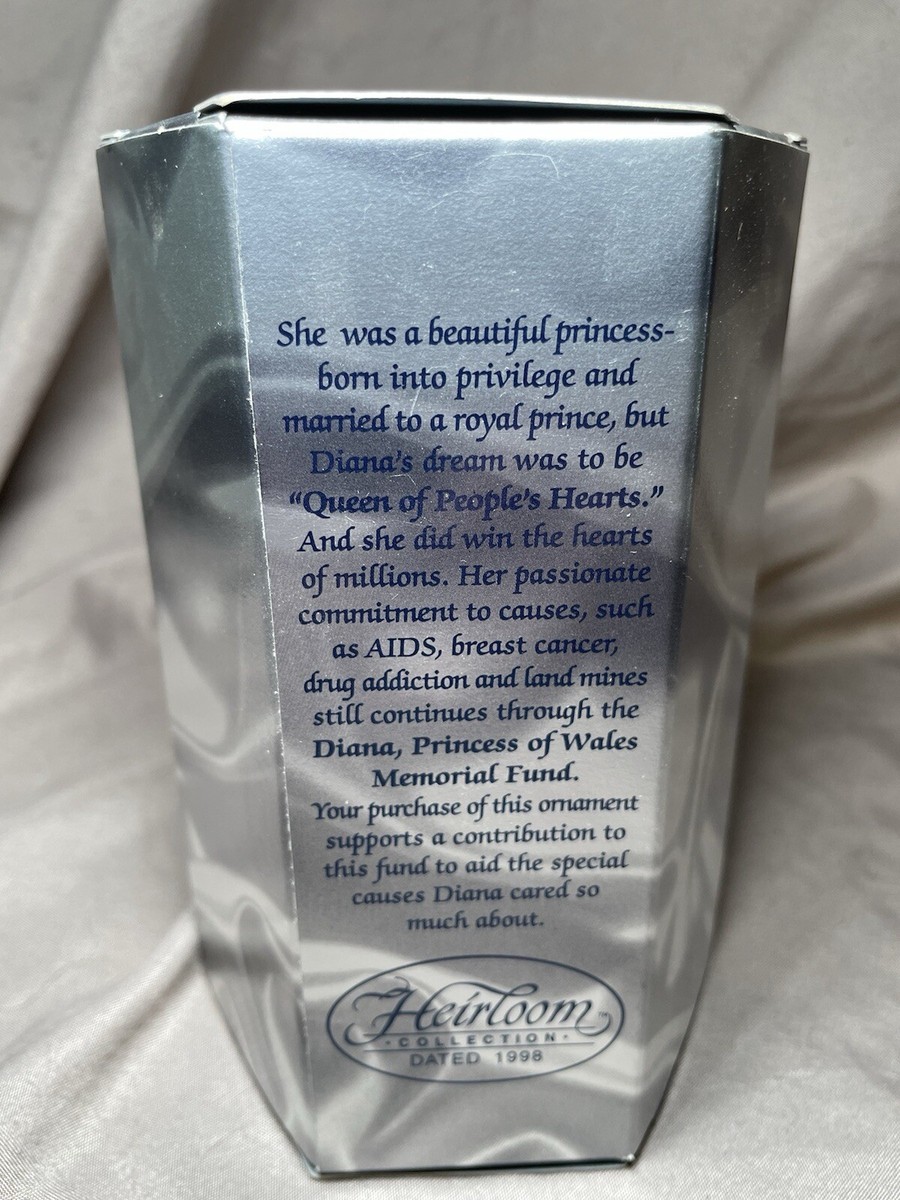 She was a beautiful princess-
born into privilege and
married to a royal prince, but
Diana's dream was to be
"Queen of People's Hearts."
And she did win the hearts
of millions. Her passionate
commitment to causes, such
as AIDS, breast cancer,
drug addiction and land mines
still continues through the
Diana, Princess of Wales
Memorial Fund.
Your purchase of this ornament
supports a contribution to
this fund to aid the special
causes Diana cared so
much about.
Heirloom™
·COLLECTION·
DATED 1998